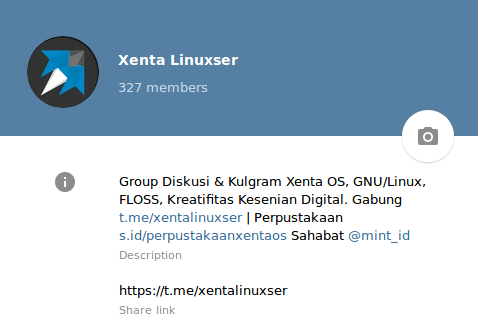 Xenta Linuxser
327 members
Group Diskusi & Kulgram Xenta OS, GNU/Linux,
FLOSS, Kreatifitas Kesenian Digital. Gabung
t.me/xentalinuxser | Perpustakaan
s.id/perpustakaanxentaos Sahabat @mint_id
Description
https://t.me/xentalinuxser
Share link